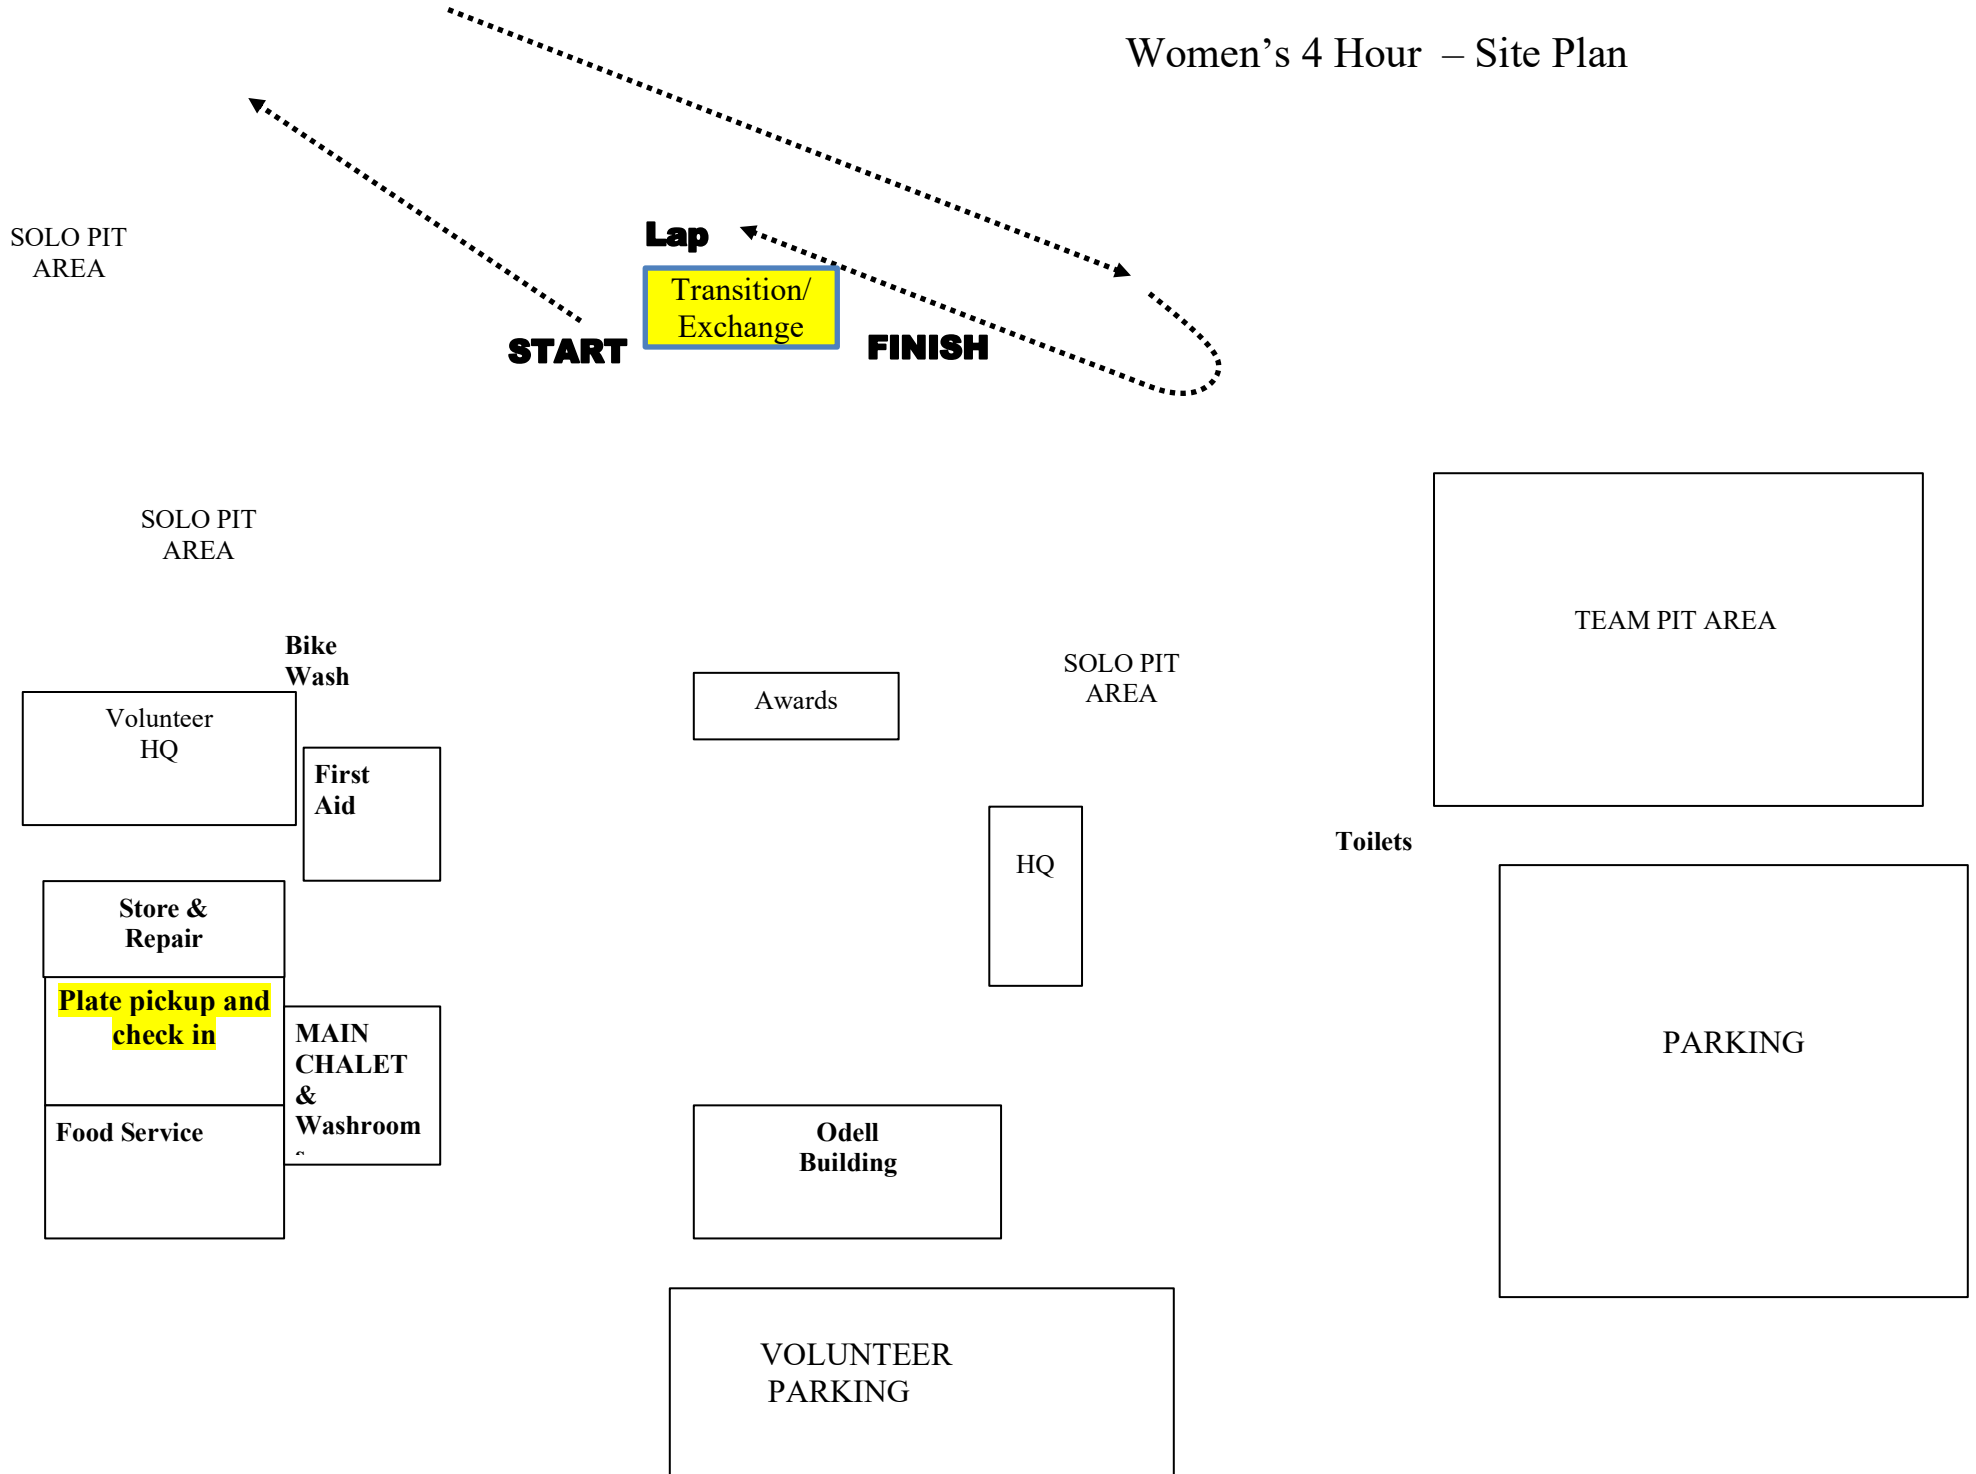 Women’s 4 Hour – Site Plan
SOLO PIT
AREA
Lap
Transition/
Exchange
START
FINISH
SOLO PIT
AREA
TEAM PIT AREA
Bike
Wash
SOLO PIT
AREA
Awards
Volunteer
HQ
First
Aid
HQ
Toilets
Store &
Repair
Plate pickup and
check in
MAIN
CHALET
&
Washroom
s
PARKING
Food Service
Odell
Building
VOLUNTEER
PARKING